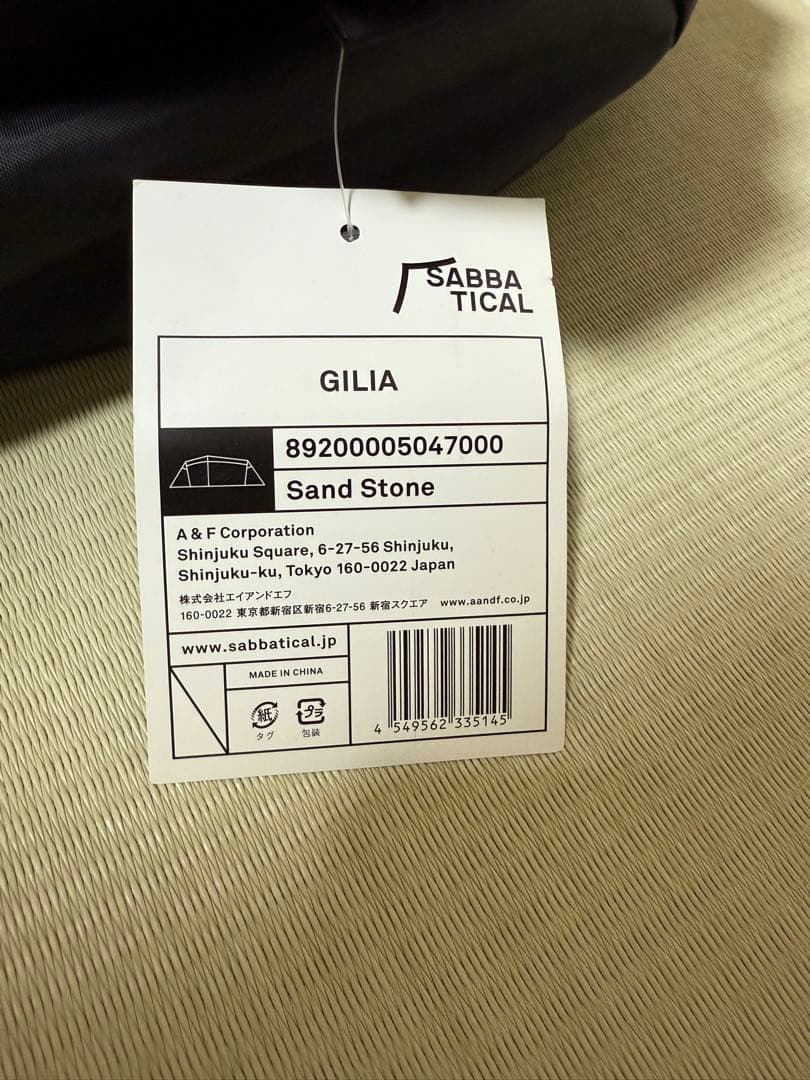 SABBA
TICAL
GILIA
89200005047000
Sand Stone
A & F Corporation
Shinjuku Square, 6-27-56 Shinjuku,
Shinjuku-ku, Tokyo 160-0022 Japan
株式会社エイアンドエフ
160-0022 東京都新宿区新宿6-27-56 新宿スクエア www.aandf.co.jp
www.sabbatical.jp
MADE IN CHINA
紙 プラ
タグ 包装
4 549562 335145